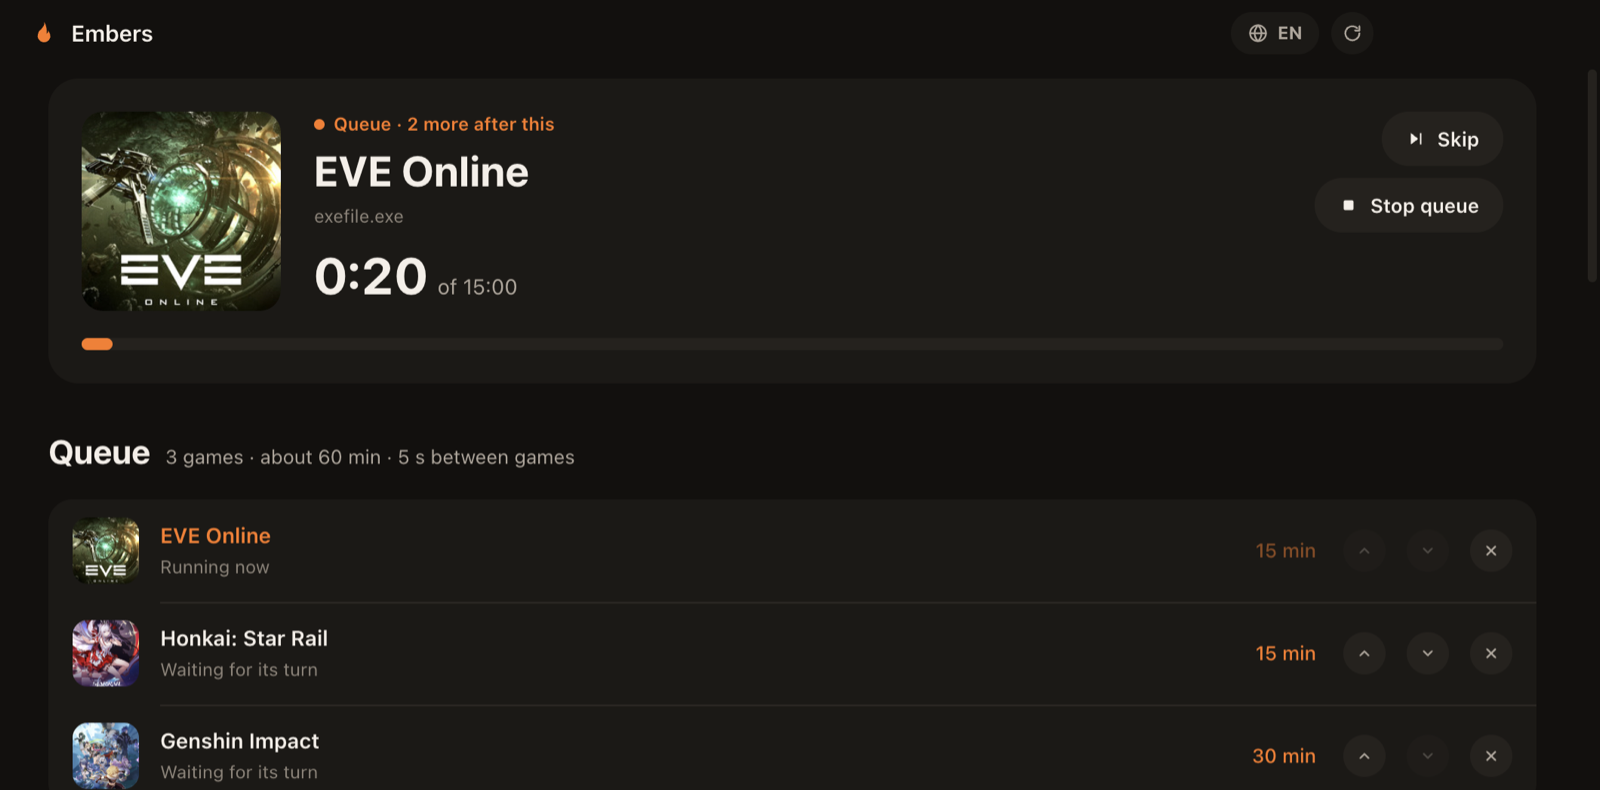 Embers
EN
Queue · 2 more after this
EVE Online
exefile.exe
0:20 of 15:00
Skip
Stop queue
EVE
ONLINE
Queue 3 games · about 60 min · 5 s between games
EVE Online
Running now
15 min
EVE
Honkai: Star Rail
Waiting for its turn
15 min
Genshin Impact
Waiting for its turn
30 min